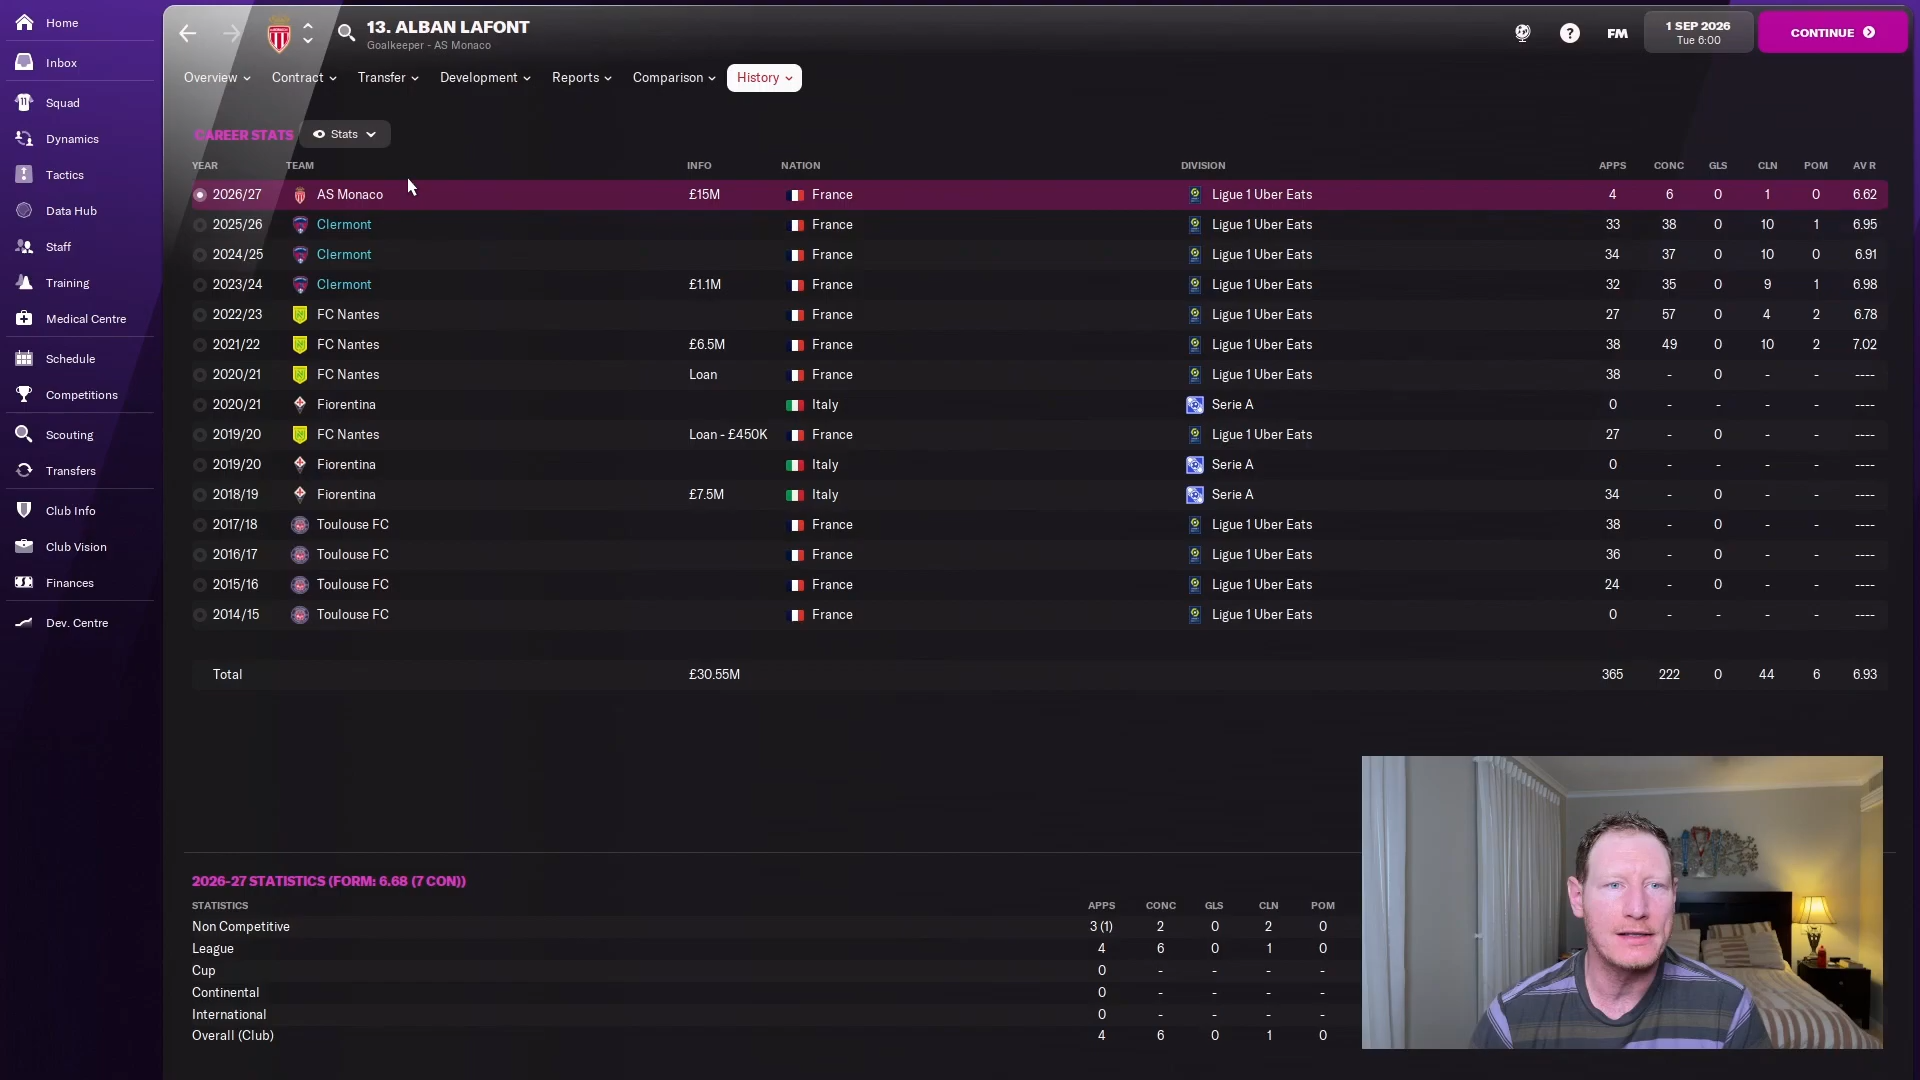 Home
Inbox
Squad
Dynamics
Tactics
Data Hub
Staff
Training
Medical Centre
Schedule
Competitions
Scouting
Transfers
Club Info
Club Vision
Finances
Dev. Centre
13. ALBAN LAFONT
Goalkeeper - AS Monaco
FM
1 SEP 2026
Tue 6:00
CONTINUE
Overview Contract Transfer Development Reports Comparison History
CAREER STATS Stats
YEAR TEAM INFO NATION DIVISION APPS CONC GLS CLN POM AV R
2026/27 AS Monaco £15M France Ligue 1 Uber Eats 4 6 0 1 0 6.62
2025/26 Clermont France Ligue 1 Uber Eats 33 38 0 10 1 6.95
2024/25 Clermont France Ligue 1 Uber Eats 34 37 0 10 0 6.91
2023/24 Clermont £1.1M France Ligue 1 Uber Eats 32 35 0 9 1 6.98
2022/23 FC Nantes France Ligue 1 Uber Eats 27 57 0 4 2 6.78
2021/22 FC Nantes £6.5M France Ligue 1 Uber Eats 38 49 0 10 2 7.02
2020/21 FC Nantes Loan France Ligue 1 Uber Eats 38 - 0 - - ----
2020/21 Fiorentina Italy Serie A 0 - - - - ----
2019/20 FC Nantes Loan - £450K France Ligue 1 Uber Eats 27 - 0 - - ----
2019/20 Fiorentina Italy Serie A 0 - - - - ----
2018/19 Fiorentina £7.5M Italy Serie A 34 - 0 - - ----
2017/18 Toulouse FC France Ligue 1 Uber Eats 38 - 0 - - ----
2016/17 Toulouse FC France Ligue 1 Uber Eats 36 - 0 - - ----
2015/16 Toulouse FC France Ligue 1 Uber Eats 24 - 0 - - ----
2014/15 Toulouse FC France Ligue 1 Uber Eats 0 - - - - ----
Total £30.55M 365 222 0 44 6 6.93
2026-27 STATISTICS (FORM: 6.68 (7 CON))
STATISTICS APPS CONC GLS CLN POM
Non Competitive 3 (1) 2 0 2 0
League 4 6 0 1 0
Cup 0 - - - -
Continental 0 - - - -
International 0 - - - -
Overall (Club) 4 6 0 1 0